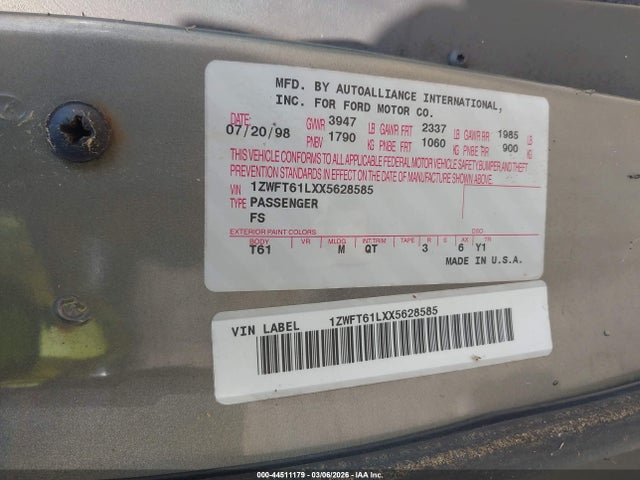 MFD. BY AUTOALLIANCE INTERNATIONAL,
INC. FOR FORD MOTOR CO.
DATE: GVWR 3947 LB GAWR FRT 2337 LB GAWR RR 1985 LB
07/20/98 PNBV 1790 KG PNBE FRT 1060 KG PNBE RR 900 KG
THIS VEHICLE CONFORMS TO ALL APPLICABLE FEDERAL MOTOR VEHICLE SAFETY BUMPER, AND THEFT
PREVENTION STANDARDS IN EFFECT ON THE DATE OF MANUFACTURE SHOWN ABOVE.
VIN 1ZWFT61LXX5628585
TYPE PASSENGER
FS
EXTERIOR PAINT COLORS DSO
BODY VR MLDG INT.TRIM TAPE R S AX TR
T61 M QT 3 6 Y1
MADE IN U.S.A.
VIN LABEL 1ZWFT61LXX5628585
000-44511179 - 03/06/2026 - IAAI.COM